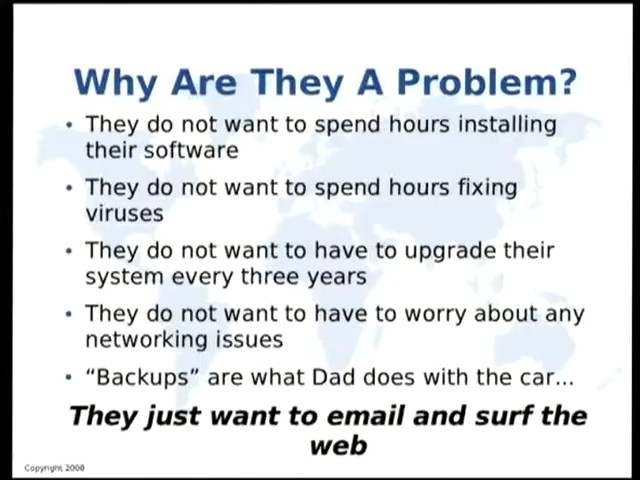 Why Are They A Problem?
• They do not want to spend hours installing
their software
• They do not want to spend hours fixing
viruses
• They do not want to have to upgrade their
system every three years
• They do not want to have to worry about any
networking issues
• “Backups” are what Dad does with the car...
They just want to email and surf the
web
Copyright 2008